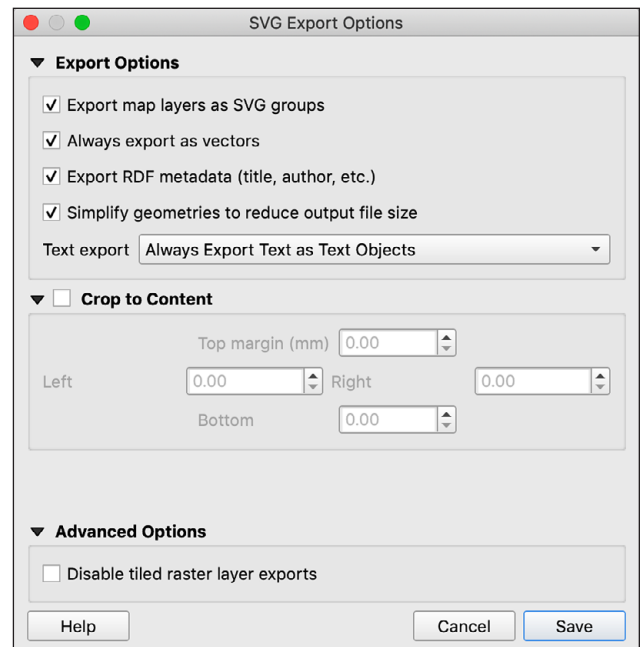 SVG Export Options
Export Options
Export map layers as SVG groups
Always export as vectors
Export RDF metadata (title, author, etc.)
Simplify geometries to reduce output file size
Text export Always Export Text as Text Objects
Crop to Content
Top margin (mm) 0.00
Left 0.00 Right 0.00
Bottom 0.00
Advanced Options
Disable tiled raster layer exports
Help Cancel Save